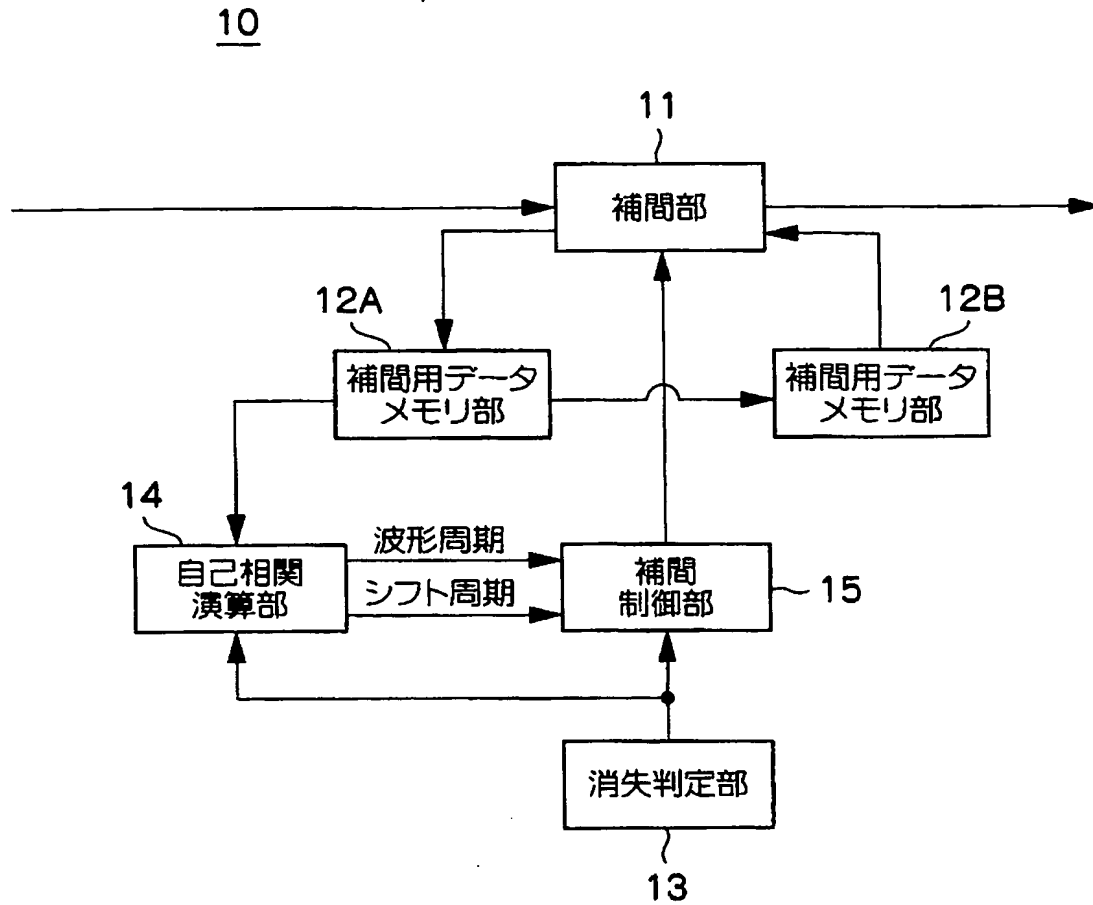 10
11
補間部
12A
12B
補間用データ
メモリ部
補間用データ
メモリ部
14
波形周期
自己相関
演算部
シフト周期
補間
制御部
15
消失判定部
13